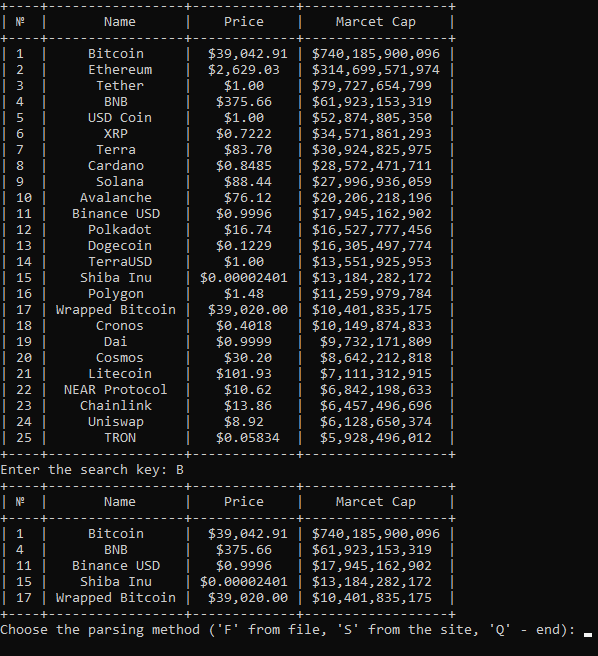 +----+-----------------+-------------+------------------+
| №  |      Name       |    Price    |    Marcet Cap    |
+----+-----------------+-------------+------------------+
| 1  |     Bitcoin     |  $39,042.91 | $740,185,900,096 |
| 2  |     Ethereum    |  $2,629.03  | $314,699,571,974 |
| 3  |      Tether     |    $1.00    | $79,727,654,799  |
| 4  |       BNB       |   $375.66   | $61,923,153,319  |
| 5  |     USD Coin    |    $1.00    | $52,874,805,350  |
| 6  |       XRP       |   $0.7222   | $34,571,861,293  |
| 7  |      Terra      |    $83.70   | $30,924,825,975  |
| 8  |     Cardano     |   $0.8485   | $28,572,471,711  |
| 9  |      Solana     |    $88.44   | $27,996,936,059  |
| 10 |    Avalanche    |    $76.12   | $20,206,218,196  |
| 11 |   Binance USD   |   $0.9996   | $17,945,162,902  |
| 12 |     Polkadot    |    $16.74   | $16,527,777,456  |
| 13 |     Dogecoin    |   $0.1229   | $16,305,497,774  |
| 14 |     TerraUSD    |    $1.00    | $13,551,925,953  |
| 15 |    Shiba Inu    | $0.00002401 | $13,184,282,172  |
| 16 |     Polygon     |    $1.48    | $11,259,979,784  |
| 17 | Wrapped Bitcoin |  $39,020.00 | $10,401,835,175  |
| 18 |      Cronos     |   $0.4018   | $10,149,874,833  |
| 19 |       Dai       |   $0.9999   |  $9,732,171,809  |
| 20 |      Cosmos     |    $30.20   |  $8,642,212,818  |
| 21 |     Litecoin    |   $101.93   |  $7,111,312,915  |
| 22 |  NEAR Protocol  |    $10.62   |  $6,842,198,633  |
| 23 |    Chainlink    |    $13.86   |  $6,457,496,696  |
| 24 |     Uniswap     |    $8.92    |  $6,128,650,374  |
| 25 |       TRON      |   $0.05834  |  $5,928,496,012  |
+----+-----------------+-------------+------------------+
Enter the search key: B
+----+-----------------+-------------+------------------+
| №  |      Name       |    Price    |    Marcet Cap    |
+----+-----------------+-------------+------------------+
| 1  |     Bitcoin     |  $39,042.91 | $740,185,900,096 |
| 4  |       BNB       |   $375.66   | $61,923,153,319  |
| 11 |   Binance USD   |   $0.9996   | $17,945,162,902  |
| 15 |    Shiba Inu    | $0.00002401 | $13,184,282,172  |
| 17 | Wrapped Bitcoin |  $39,020.00 | $10,401,835,175  |
+----+-----------------+-------------+------------------+
Choose the parsing method ('F' from file, 'S' from the site, 'Q' - end):